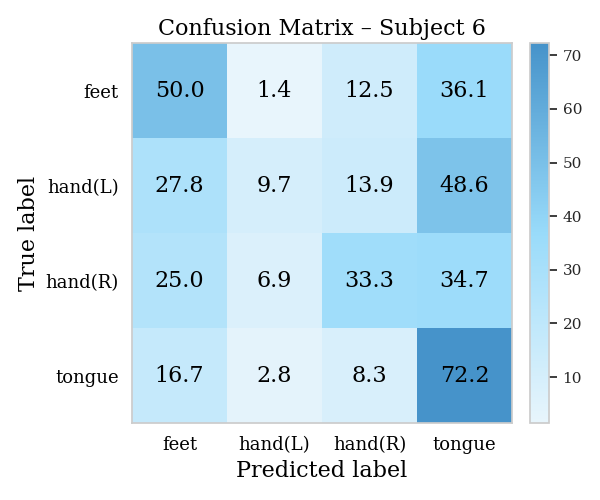 Confusion Matrix – Subject 6
True label
feet 50.0 1.4 12.5 36.1
hand(L) 27.8 9.7 13.9 48.6
hand(R) 25.0 6.9 33.3 34.7
tongue 16.7 2.8 8.3 72.2
feet hand(L) hand(R) tongue
Predicted label
70
60
50
40
30
20
10